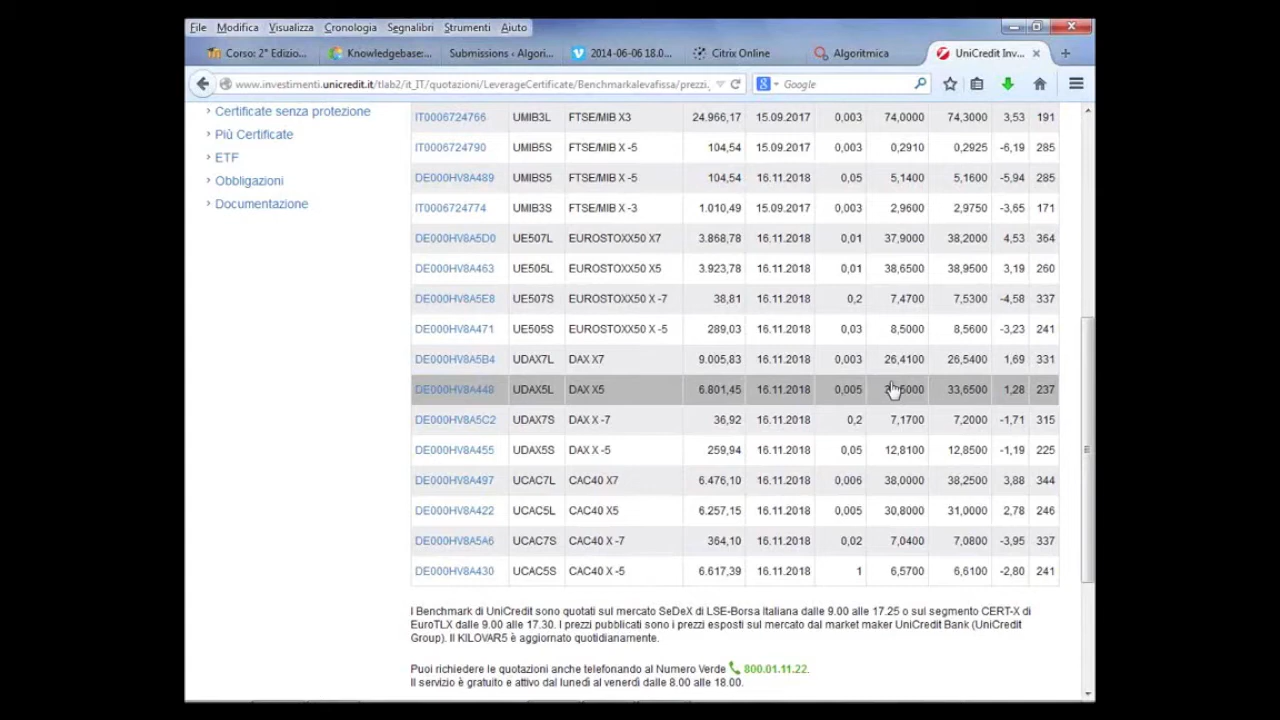 File Modifica Visualizza Cronologia Segnalibri Strumenti Aiuto
Corso: 2° Edizio... Knowledgebase:... Submissions ‹ Algori... 2014-06-06 18.0... Citrix Online Algoritmica UniCredit Inv...
www.investimenti.unicredit.it/tlab2/it_IT/quotazioni/LeverageCertificate/Benchmarkalevafissa/prezzi. Google
Certificate senza protezione
Più Certificate
ETF
Obbligazioni
Documentazione
IT0006724766 UMIB3L FTSE/MIB X3 24.966,17 15.09.2017 0,003 74,0000 74,3000 3,53 191
IT0006724790 UMIB5S FTSE/MIB X -5 104,54 15.09.2017 0,003 0,2910 0,2925 -6,19 285
DE000HV8A489 UMIBS5 FTSE/MIB X -5 104,54 16.11.2018 0,05 5,1400 5,1600 -5,94 285
IT0006724774 UMIB3S FTSE/MIB X -3 1.010,49 15.09.2017 0,003 2,9600 2,9750 -3,65 171
DE000HV8A5D0 UE507L EUROSTOXX50 X7 3.868,78 16.11.2018 0,01 37,9000 38,2000 4,53 364
DE000HV8A463 UE505L EUROSTOXX50 X5 3.923,78 16.11.2018 0,01 38,6500 38,9500 3,19 260
DE000HV8A5E8 UE507S EUROSTOXX50 X -7 38,81 16.11.2018 0,2 7,4700 7,5300 -4,58 337
DE000HV8A471 UE505S EUROSTOXX50 X -5 289,03 16.11.2018 0,03 8,5000 8,5600 -3,23 241
DE000HV8A5B4 UDAX7L DAX X7 9.005,83 16.11.2018 0,003 26,4100 26,5400 1,69 331
DE000HV8A448 UDAX5L DAX X5 6.801,45 16.11.2018 0,005 33,6500 1,28 237
DE000HV8A5C2 UDAX7S DAX X -7 36,92 16.11.2018 0,2 7,1700 7,2000 -1,71 315
DE000HV8A455 UDAX5S DAX X -5 259,94 16.11.2018 0,05 12,8100 12,8500 -1,19 225
DE000HV8A497 UCAC7L CAC40 X7 6.476,10 16.11.2018 0,006 38,0000 38,2500 3,88 344
DE000HV8A422 UCAC5L CAC40 X5 6.257,15 16.11.2018 0,005 30,8000 31,0000 2,78 246
DE000HV8A5A6 UCAC7S CAC40 X -7 364,10 16.11.2018 0,02 7,0400 7,0800 -3,95 337
DE000HV8A430 UCAC5S CAC40 X -5 6.617,39 16.11.2018 1 6,5700 6,6100 -2,80 241
I Benchmark di UniCredit sono quotati sul mercato SeDeX di LSE-Borsa Italiana dalle 9.00 alle 17.25 o sul segmento CERT-X di
EuroTLX dalle 9.00 alle 17.30. I prezzi pubblicati sono i prezzi esposti sul mercato dal market maker UniCredit Bank (UniCredit
Group). Il KILOVAR5 è aggiornato quotidianamente.
Puoi richiedere le quotazioni anche telefonando al Numero Verde 800.01.11.22.
Il servizio è gratuito e attivo dal lunedì al venerdì dalle 8.00 alle 18.00.